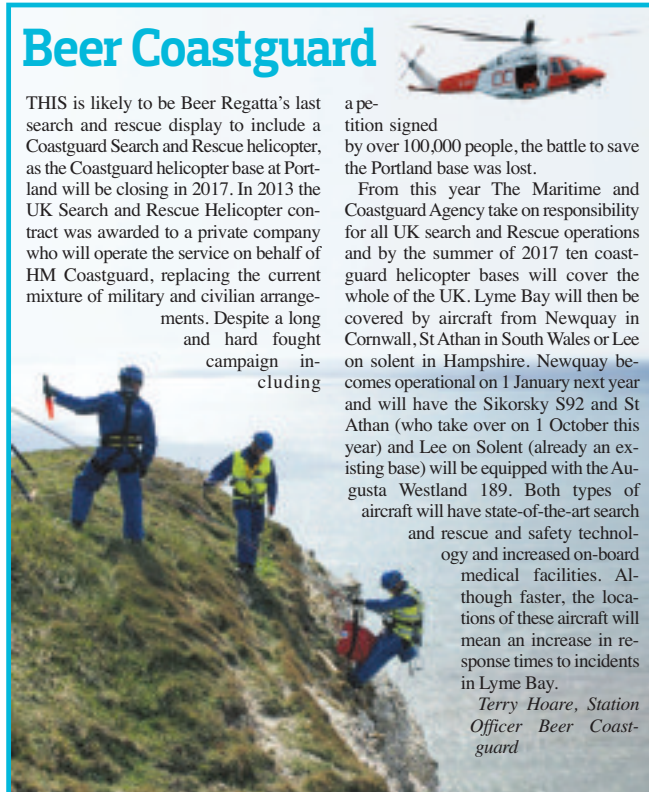 Beer Coastguard
THIS is likely to be Beer Regatta's last
search and rescue display to include a
Coastguard Search and Rescue helicopter,
as the Coastguard helicopter base at Port-
land will be closing in 2017. In 2013 the
UK Search and Rescue Helicopter con-
tract was awarded to a private company
who will operate the service on behalf of
HM Coastguard, replacing the current
mixture of military and civilian arrange-
ments. Despite a long
and hard fought
campaign in-
cluding
a pe-
tition signed
by over 100,000 people, the battle to save
the Portland base was lost.
From this year The Maritime and
Coastguard Agency take on responsibility
for all UK search and Rescue operations
and by the summer of 2017 ten coast-
guard helicopter bases will cover the
whole of the UK. Lyme Bay will then be
covered by aircraft from Newquay in
Cornwall, St Athan in South Wales or Lee
on solent in Hampshire. Newquay be-
comes operational on 1 January next year
and will have the Sikorsky S92 and St
Athan (who take over on 1 October this
year) and Lee on Solent (already an ex-
isting base) will be equipped with the Au-
gusta Westland 189. Both types of
aircraft will have state-of-the-art search
and rescue and safety technol-
ogy and increased on-board
medical facilities. Al-
though faster, the loca-
tions of these aircraft will
mean an increase in re-
sponse times to incidents
in Lyme Bay.
Terry Hoare, Station
Officer Beer Coast-
guard